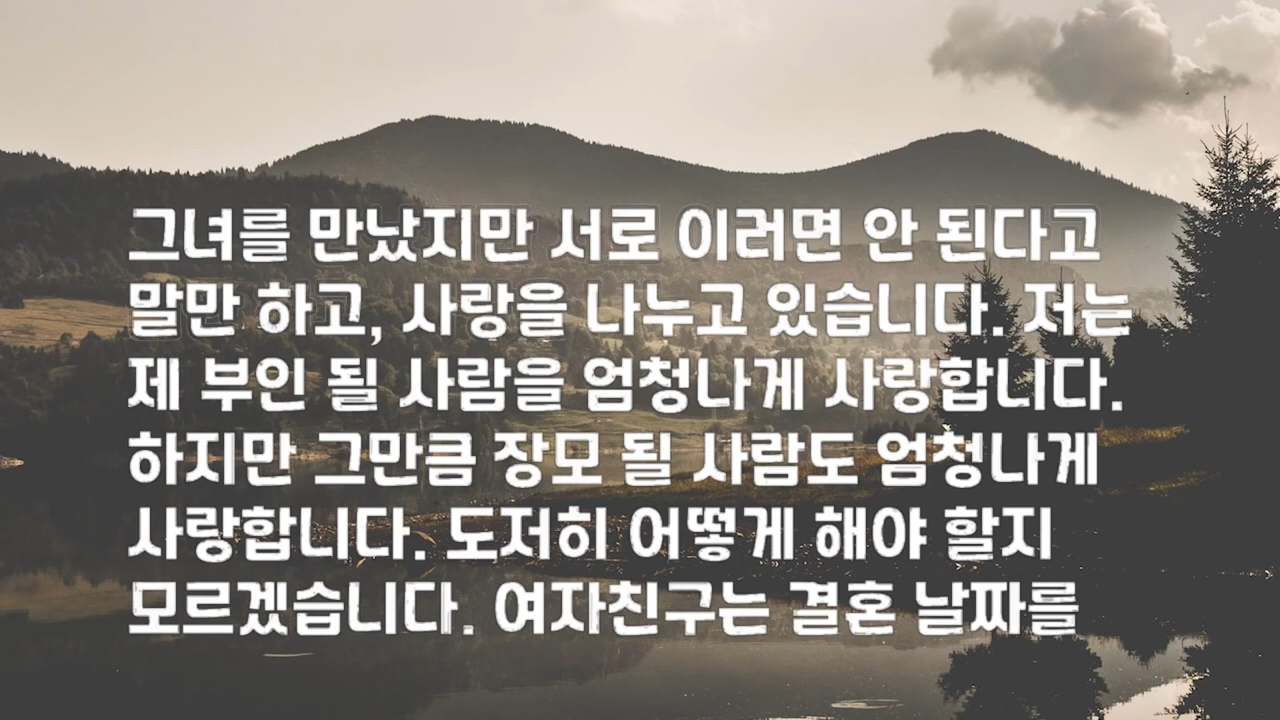 그녀를 만났지만 서로 이러면 안 된다고
말만 하고, 사랑을 나누고 있습니다. 저는
제 부인 될 사람을 엄청나게 사랑합니다.
하지만 그만큼 장모 될 사람도 엄청나게
사랑합니다. 도저히 어떻게 해야 할지
모르겠습니다. 여자친구는 결혼 날짜를